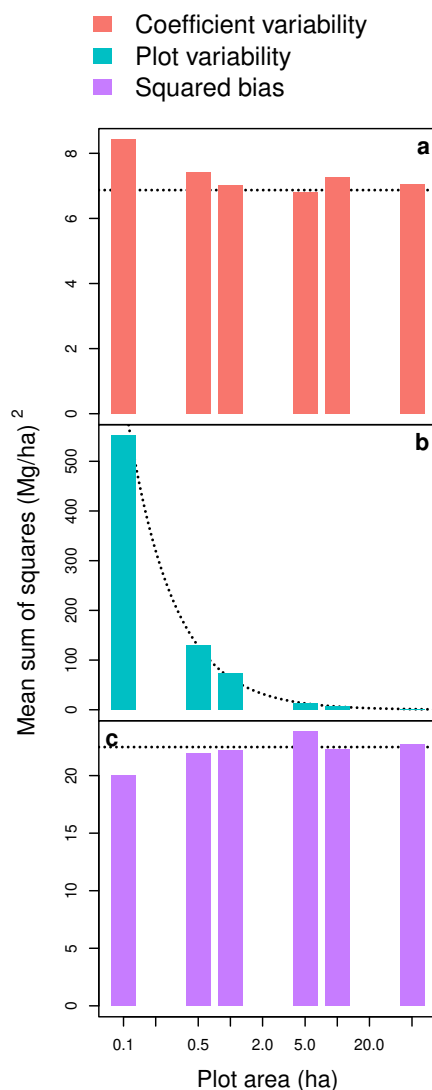 Coefficient variability
Plot variability
Squared bias
a
8
6
4
2
0
b
500
400
300
200
100
0
c
20
15
10
5
0
Mean sum of squares (Mg/ha) 2
0.1 0.5 2.0 5.0 20.0
Plot area (ha)